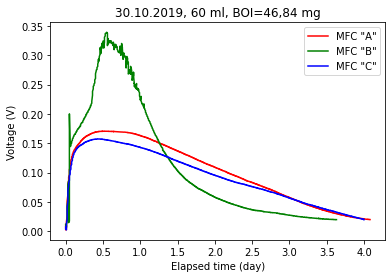 30.10.2019, 60 ml, BOI=46,84 mg
MFC "A"
MFC "B"
MFC "C"
Voltage (V)
0.35
0.30
0.25
0.20
0.15
0.10
0.05
0.00
0.0 0.5 1.0 1.5 2.0 2.5 3.0 3.5 4.0
Elapsed time (day)